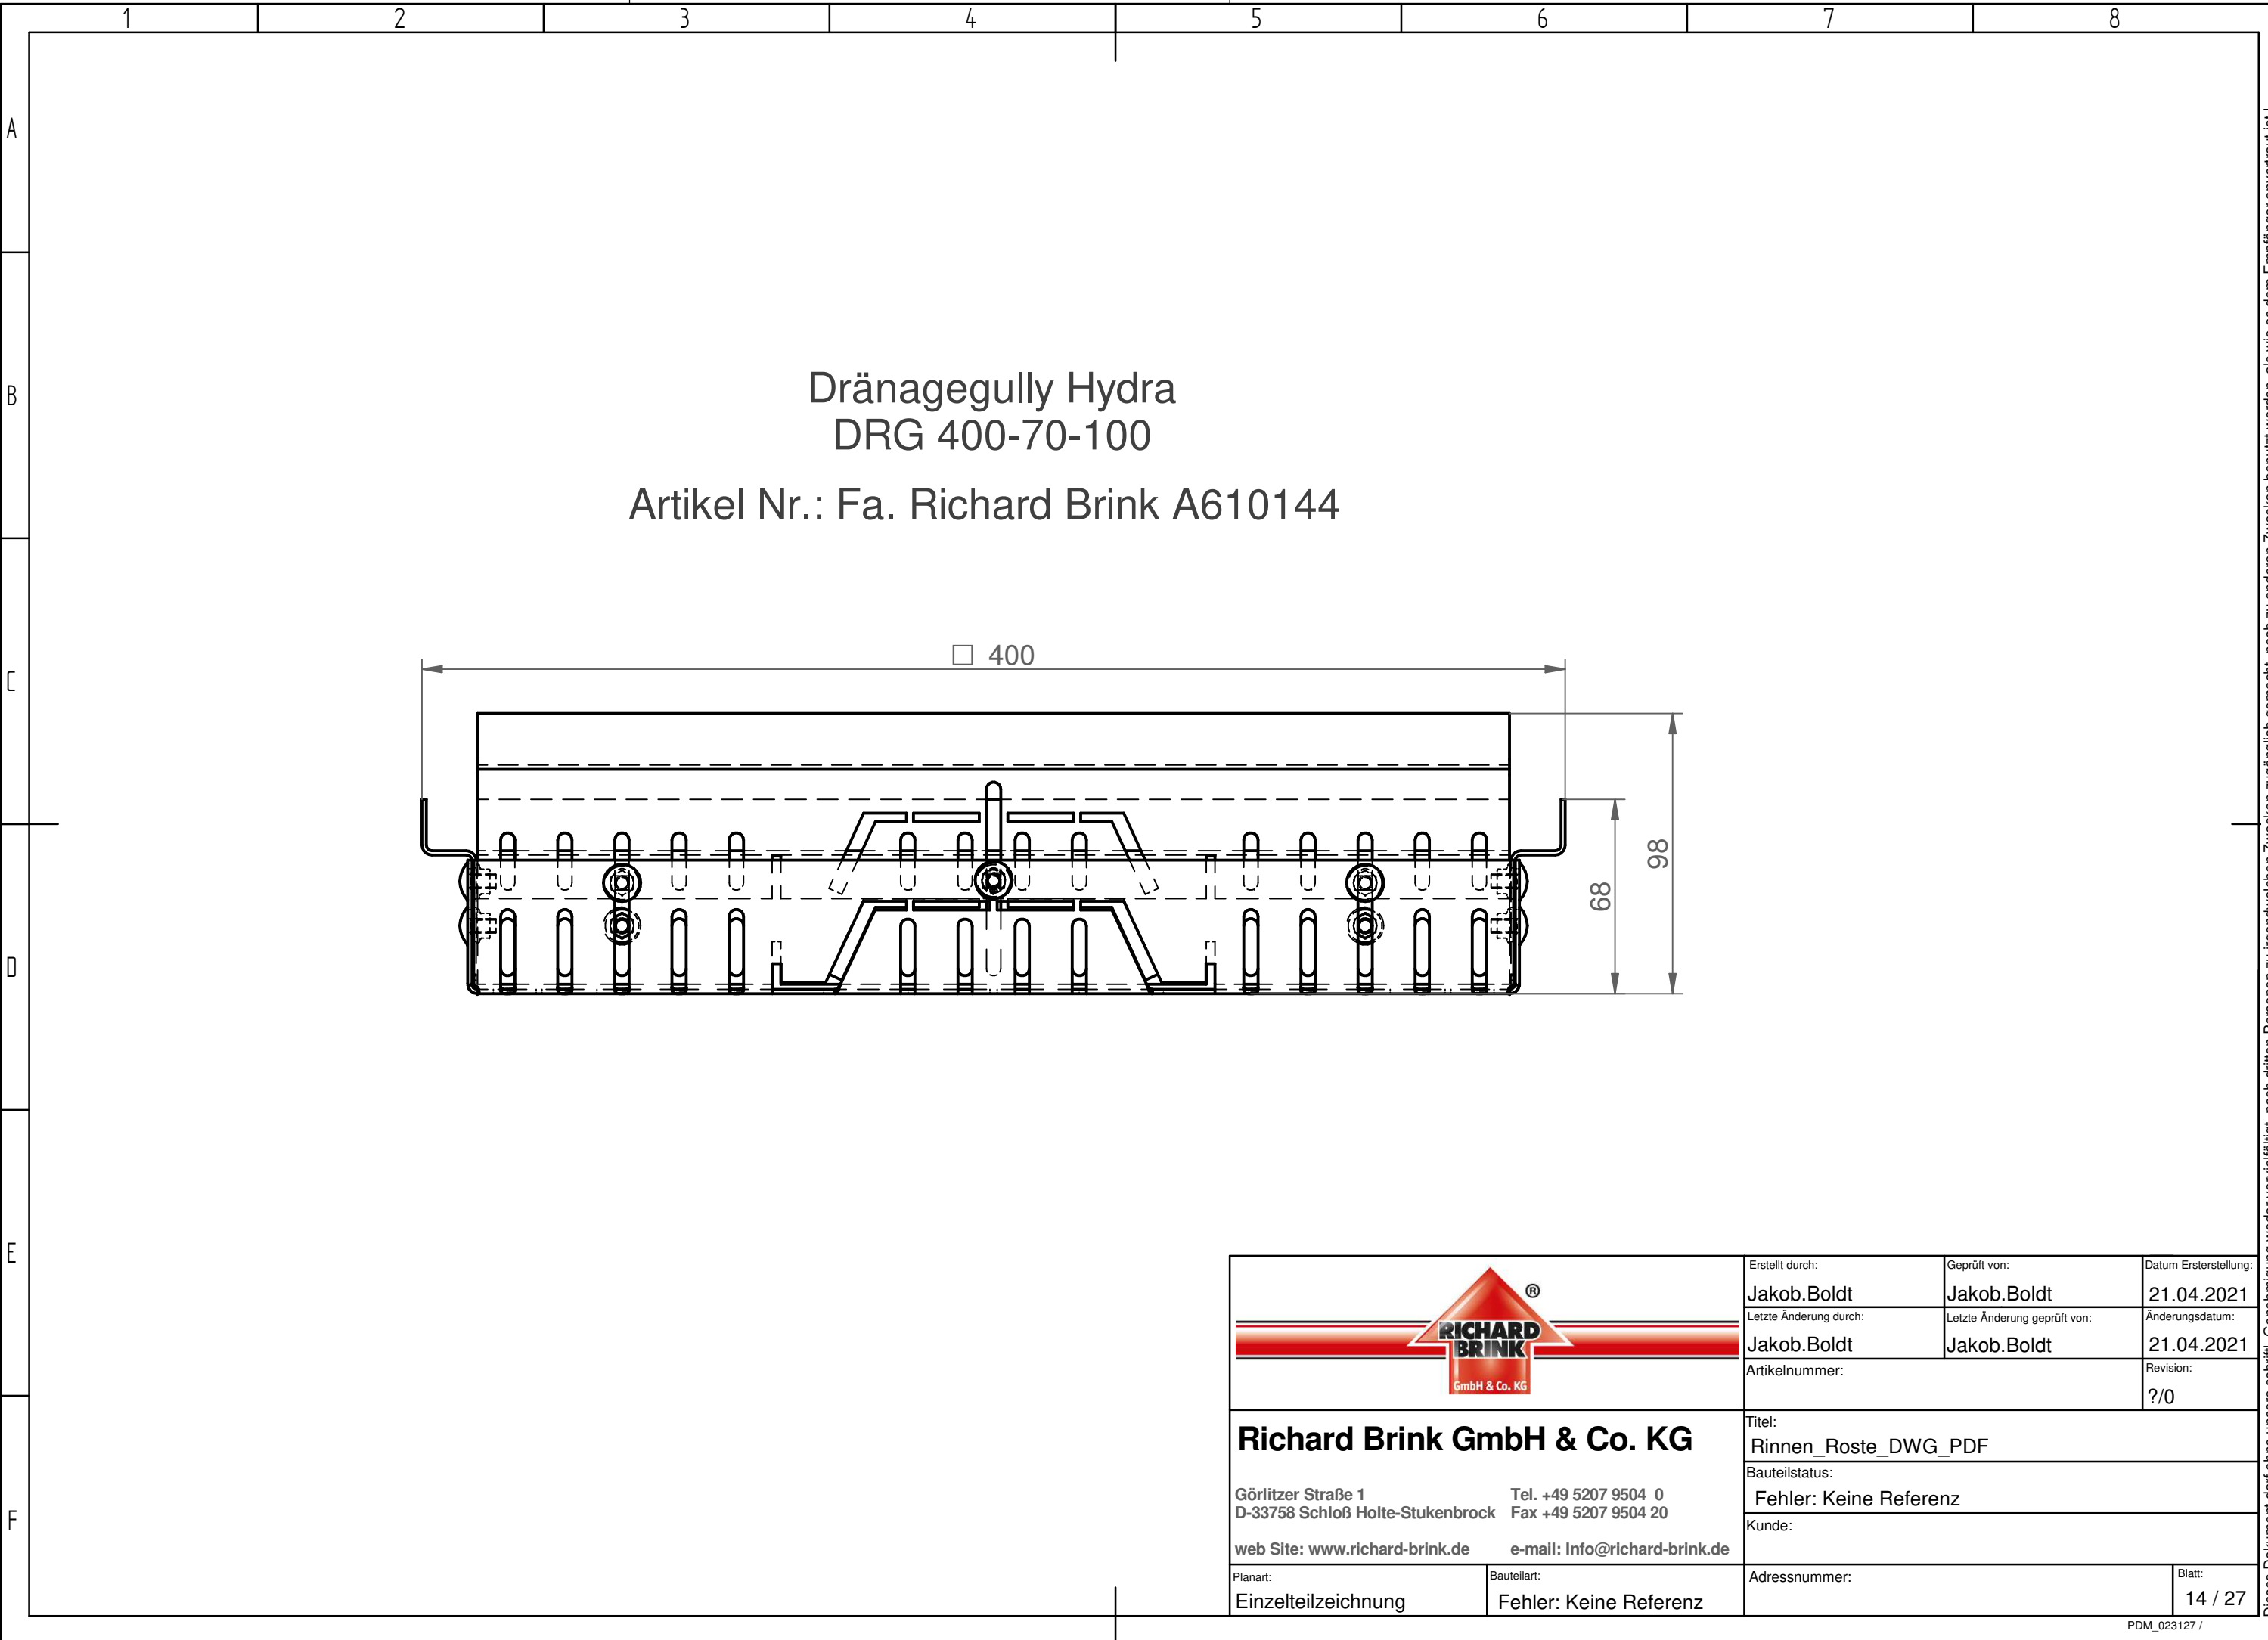 1 2 3 4 5 6 7 8
A
B
C
D
E
F
Dränagegully Hydra
DRG 400-70-100
Artikel Nr.: Fa. Richard Brink A610144
□ 400
98
68
RICHARD
BRINK
GmbH & Co. KG
®
Richard Brink GmbH & Co. KG
Görlitzer Straße 1 Tel. +49 5207 9504 0
D-33758 Schloß Holte-Stukenbrock Fax +49 5207 9504 20
web Site: www.richard-brink.de e-mail: Info@richard-brink.de
Planart:
Einzelteilzeichnung
Bauteilart:
Fehler: Keine Referenz
Erstellt durch:
Jakob.Boldt
Geprüft von:
Jakob.Boldt
Datum Ersterstellung:
21.04.2021
Letzte Änderung durch:
Jakob.Boldt
Letzte Änderung geprüft von:
Jakob.Boldt
Änderungsdatum:
21.04.2021
Artikelnummer:
Revision:
?/0
Titel:
Rinnen_Roste_DWG_PDF
Bauteilstatus:
Fehler: Keine Referenz
Kunde:
Adressnummer:
Blatt:
14 / 27
PDM_023127 /